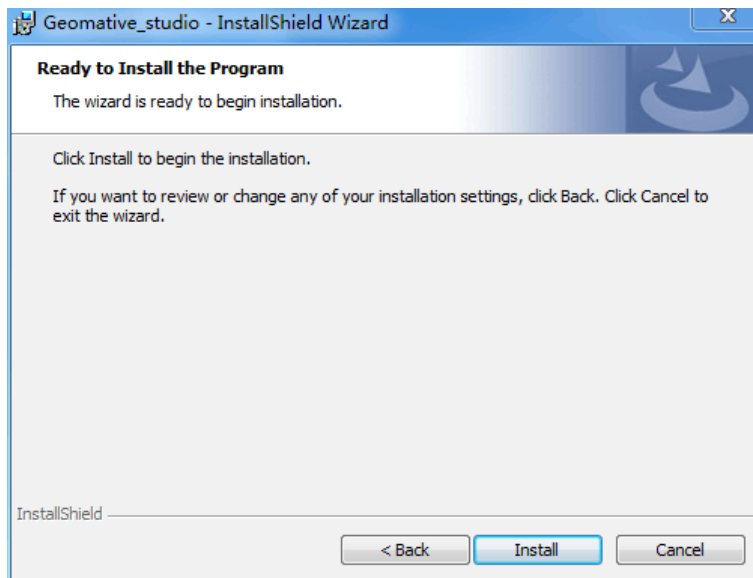 Geomative_studio - InstallShield Wizard
Ready to Install the Program
The wizard is ready to begin installation.
Click Install to begin the installation.
If you want to review or change any of your installation settings, click Back. Click Cancel to
exit the wizard.
InstallShield
< Back
Install
Cancel